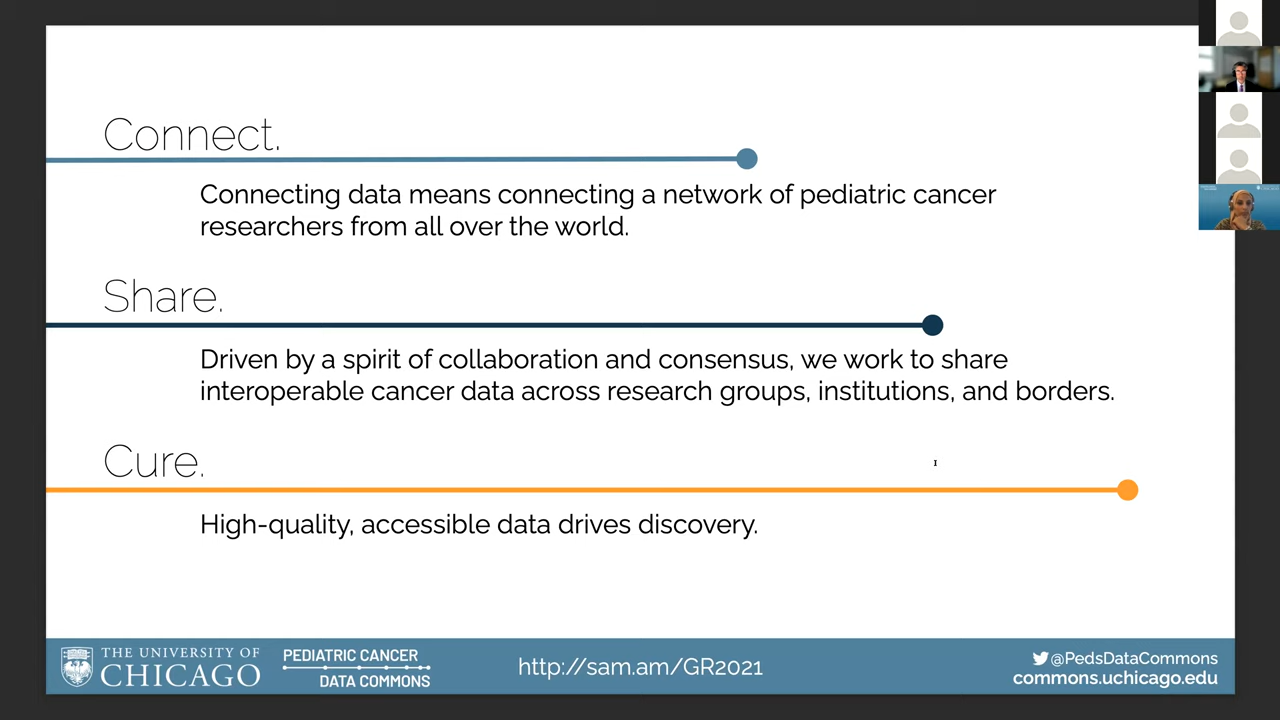 Connect.
Connecting data means connecting a network of pediatric cancer
researchers from all over the world.
Share.
Driven by a spirit of collaboration and consensus, we work to share
interoperable cancer data across research groups, institutions, and borders.
Cure.
High-quality, accessible data drives discovery.
THE UNIVERSITY OF
CHICAGO
PEDIATRIC CANCER
DATA COMMONS
http://sam.am/GR2021
@PedsDataCommons
commons.uchicago.edu